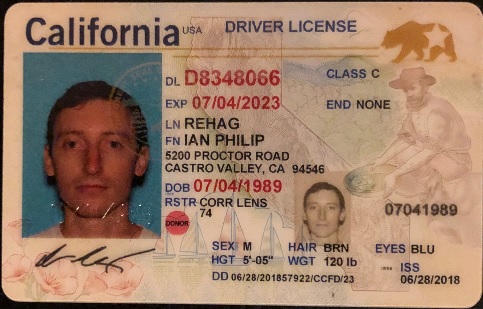 California USA DRIVER LICENSE
DL D8348066 CLASS C
EXP 07/04/2023 END NONE
LN REHAG
FN IAN PHILIP
5200 PROCTOR ROAD
CASTRO VALLEY, CA 94546
DOB 07/04/1989
RSTR CORR LENS
74
DONOR
07041989
SEX M HAIR BRN EYES BLU
HGT 5'-05" WGT 120 lb ISS
DD 06/28/201857922/CCFD/23 06/28/2018